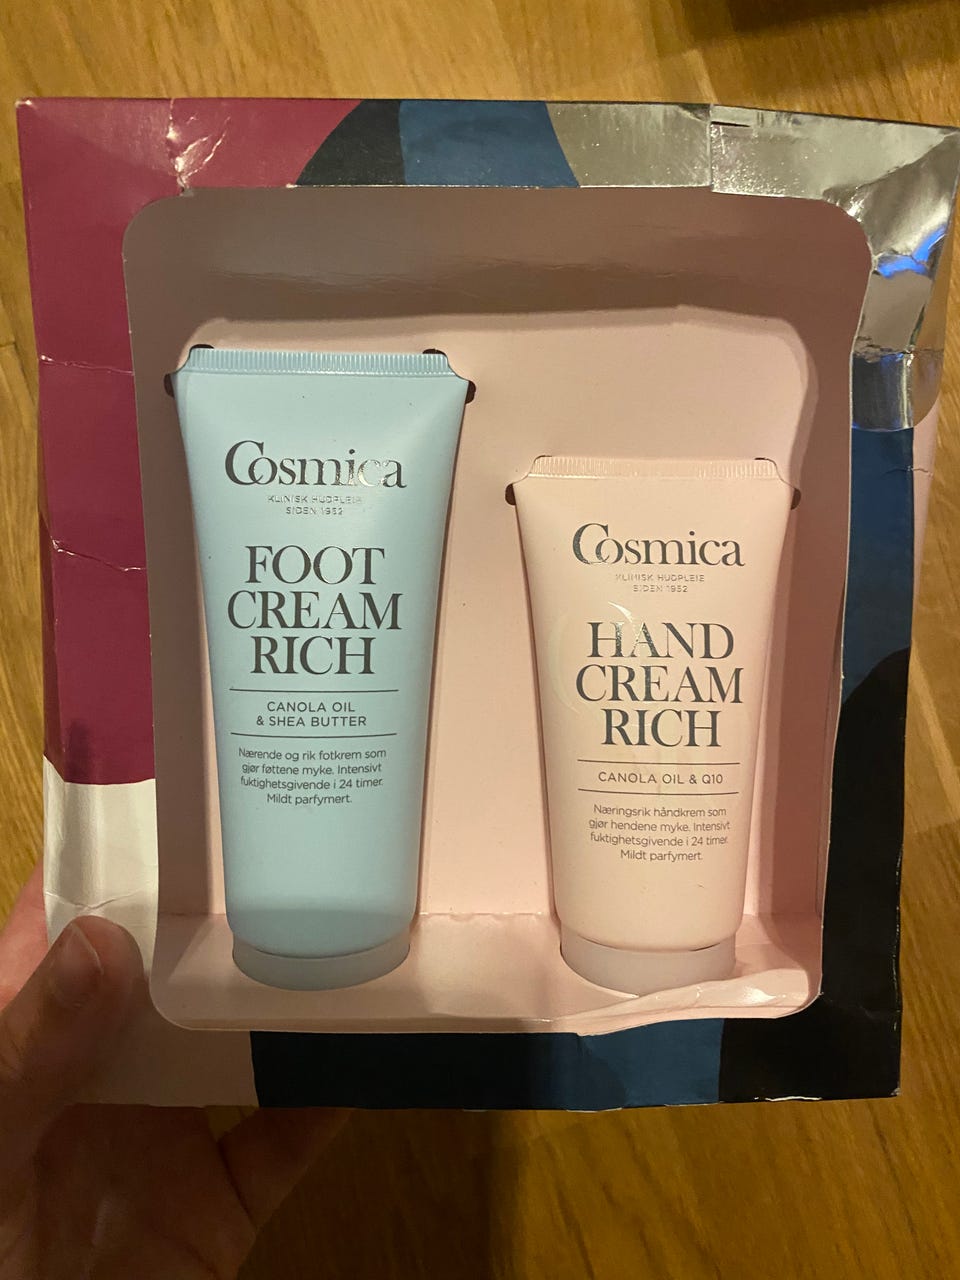 Cosmica
KLINISK HUDPLEIE
SIDEN 1952
FOOT
CREAM
RICH
CANOLA OIL
& SHEA BUTTER
Nærende og rik fotkrem som
gjør føttene myke. Intensivt
fuktighetsgivende i 24 timer.
Mildt parfymert.
Cosmica
KLINISK HUDPLEIE
SIDEN 1952
HAND
CREAM
RICH
CANOLA OIL & Q10
Næringsrik håndkrem som
gjør hendene myke. Intensivt
fuktighetsgivende i 24 timer.
Mildt parfymert.